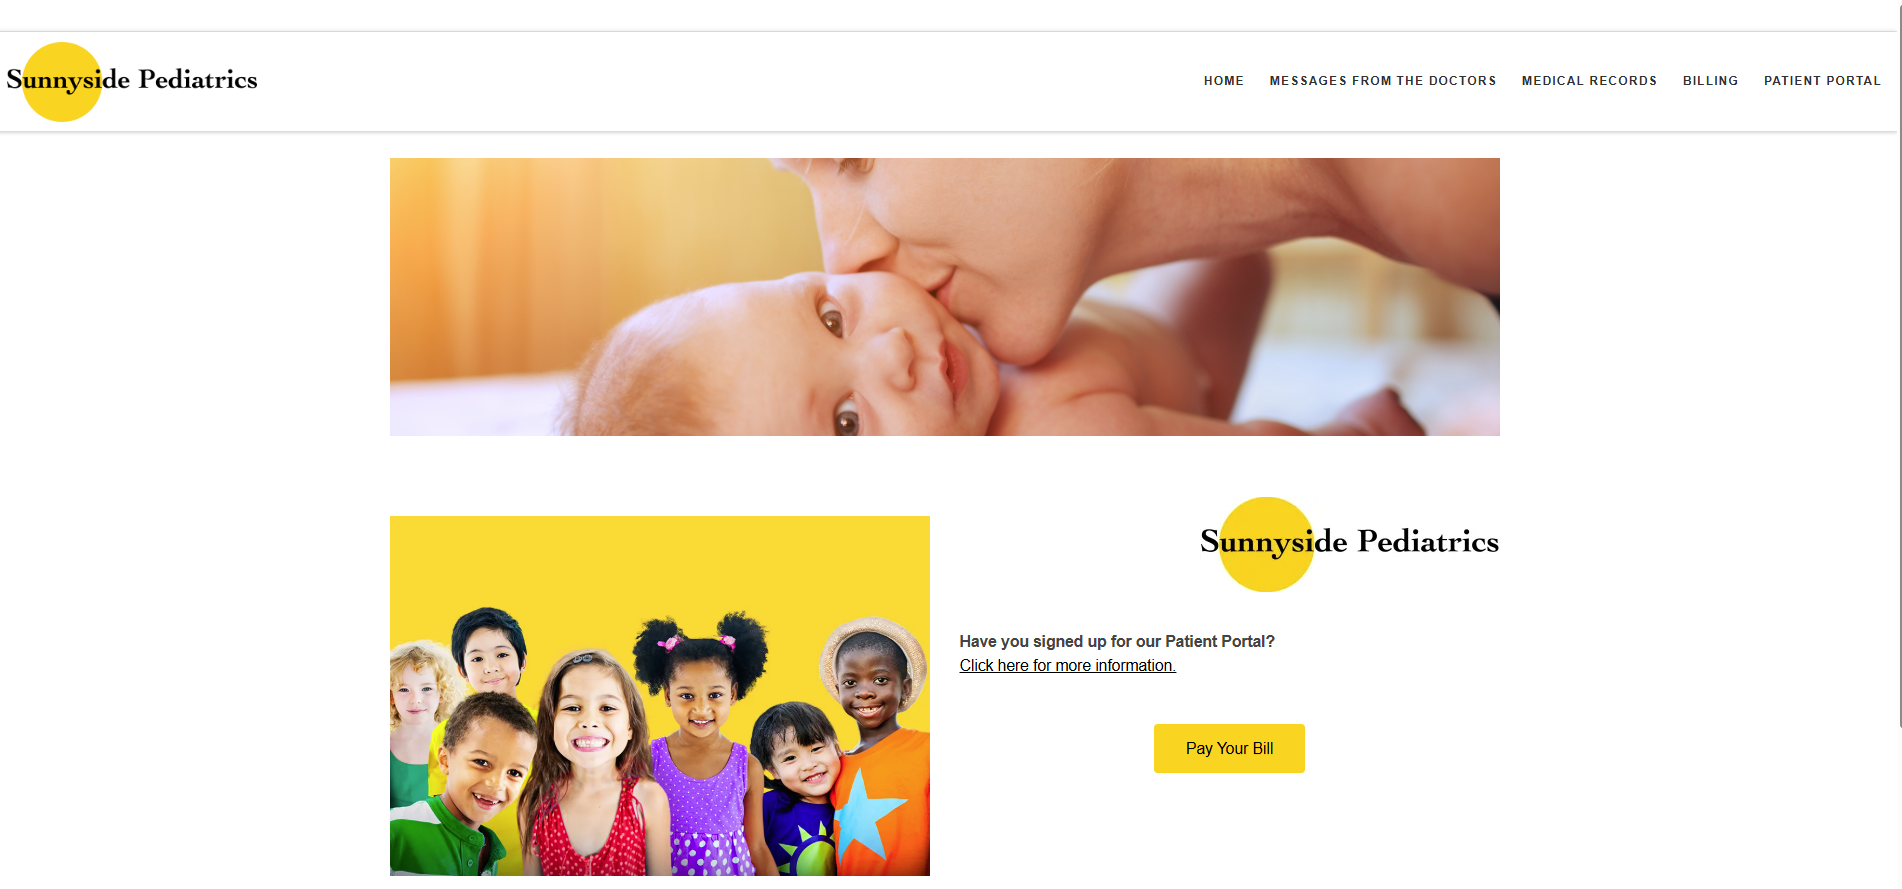 Sunnyside Pediatrics
HOME MESSAGES FROM THE DOCTORS MEDICAL RECORDS BILLING PATIENT PORTAL
Sunnyside Pediatrics
Have you signed up for our Patient Portal?
Click here for more information.
Pay Your Bill